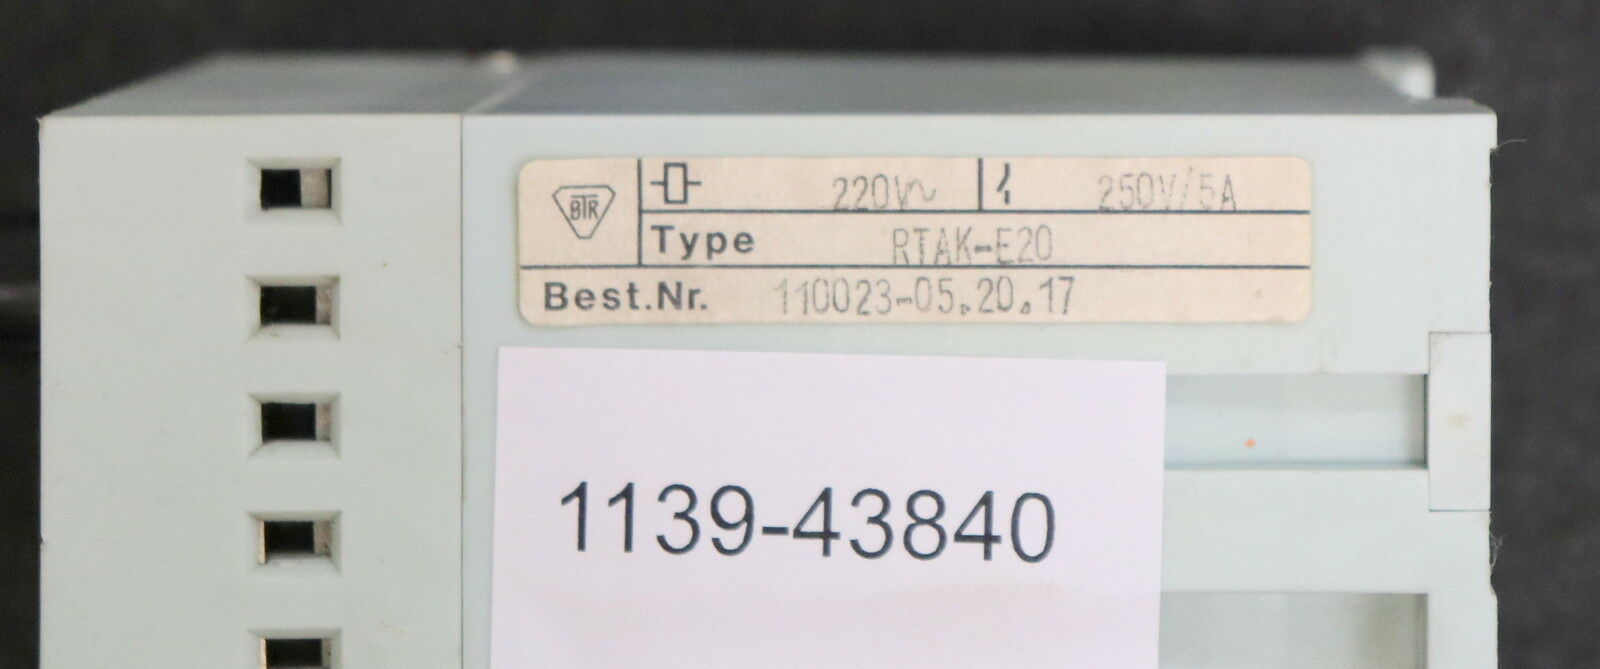 BTR
220V~ 250V/5A
Type RTAK-E20
Best.Nr. 110023-05.20.17
1139-43840